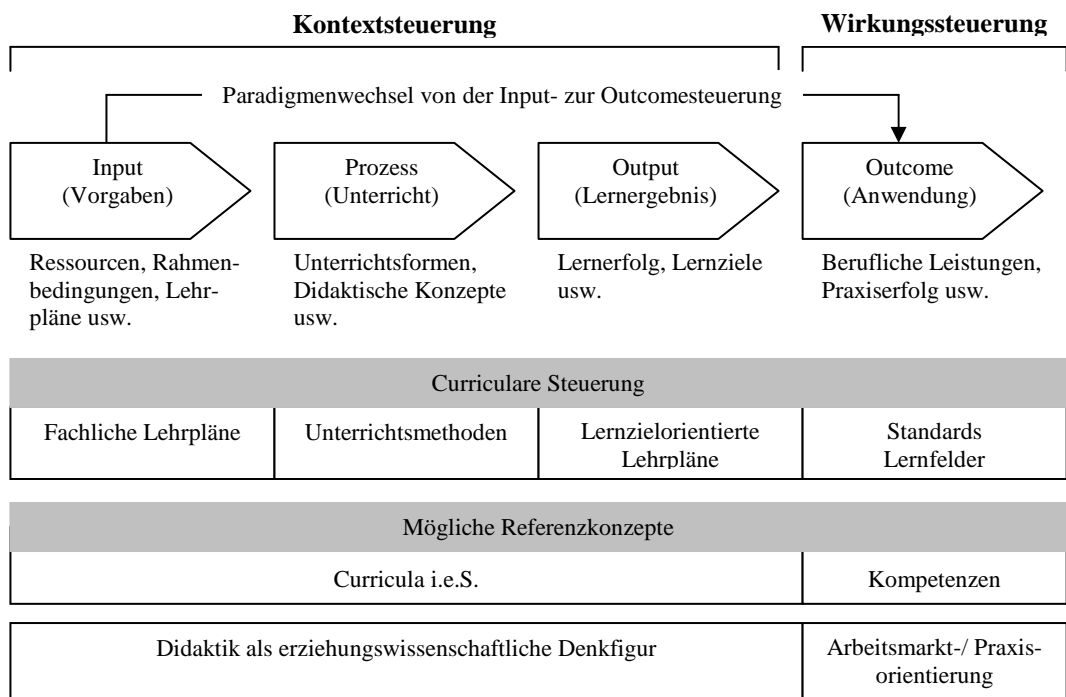 Kontextsteuerung
Wirkungssteuerung
Paradigmenwechsel von der Input- zur Outcomesteuerung
Input
(Vorgaben)
Prozess
(Unterricht)
Output
(Lernergebnis)
Outcome
(Anwendung)
Ressourcen, Rahmen-
bedingungen, Lehr-
pläne usw.
Unterrichtsformen,
Didaktische Konzepte
usw.
Lernerfolg, Lernziele
usw.
Berufliche Leistungen,
Praxiserfolg usw.
Curriculare Steuerung
Fachliche Lehrpläne
Unterrichtsmethoden
Lernzielorientierte
Lehrpläne
Standards
Lernfelder
Mögliche Referenzkonzepte
Curricula i.e.S.
Kompetenzen
Didaktik als erziehungswissenschaftliche Denkfigur
Arbeitsmarkt-/ Praxis-
orientierung